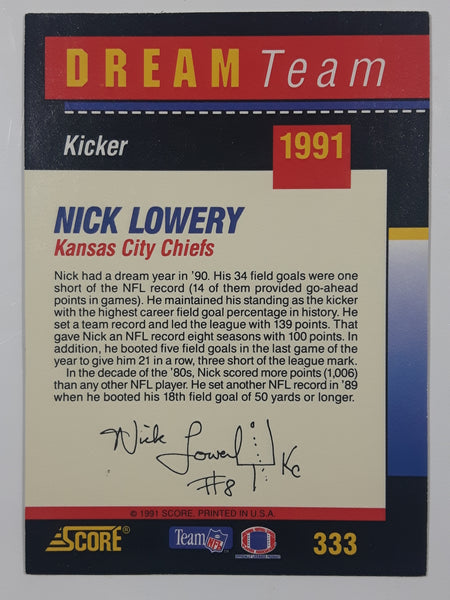 DREAM Team
Kicker
1991
NICK LOWERY
Kansas City Chiefs
Nick had a dream year in '90. His 34 field goals were one
short of the NFL record (14 of them provided go-ahead
points in games). He maintained his standing as the kicker
with the highest career field goal percentage in history. He
set a team record and led the league with 139 points. That
gave Nick an NFL record eight seasons with 100 points. In
addition, he booted five field goals in the last game of the
year to give him 21 in a row, three short of the league mark.
In the decade of the '80s, Nick scored more points (1,006)
than any other NFL player. He set another NFL record in '89
when he booted his 18th field goal of 50 yards or longer.
Nick Lowery KC
#8
© 1991 SCORE, PRINTED IN U.S.A.
SCORE® Team NFL 333